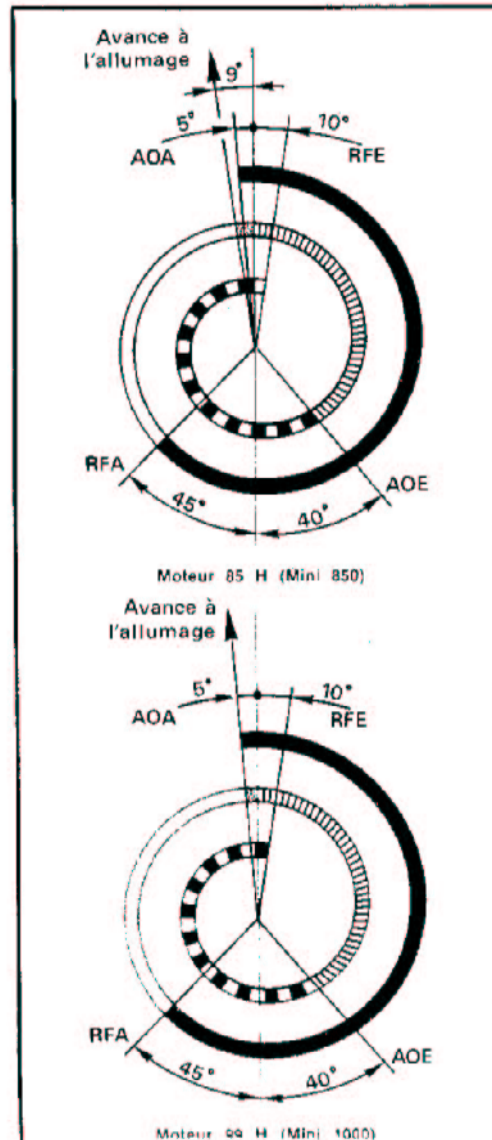 Avance à
l'allumage
9°
5°
10°
AOA
RFE
RFA
AOE
45°
40°
Moteur 85 H (Mini 850)
Avance à
l'allumage
5°
10°
AOA
RFE
RFA
AOE
45°
40°
Moteur 99 H (Mini 1000)